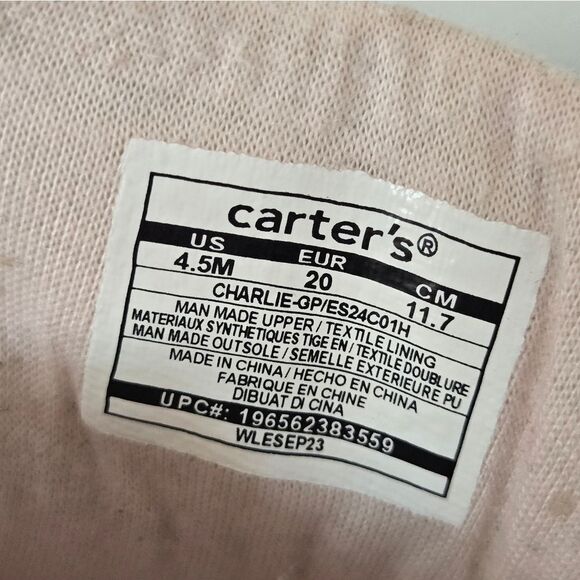 carter's®
US EUR CM
4.5M 20 11.7
CHARLIE-GP/ES24C01H
MAN MADE UPPER / TEXTILE LINING
MATERIAUX SYNTHETIQUES TIGE EN / TEXTILE DOUBLURE
MAN MADE OUTSOLE / SEMELLE EXTERIEURE PU
MADE IN CHINA / HECHO EN CHINA
FABRIQUE EN CHINE
DIBUAT DI CINA
UPC#: 196562383559
WLESEP23